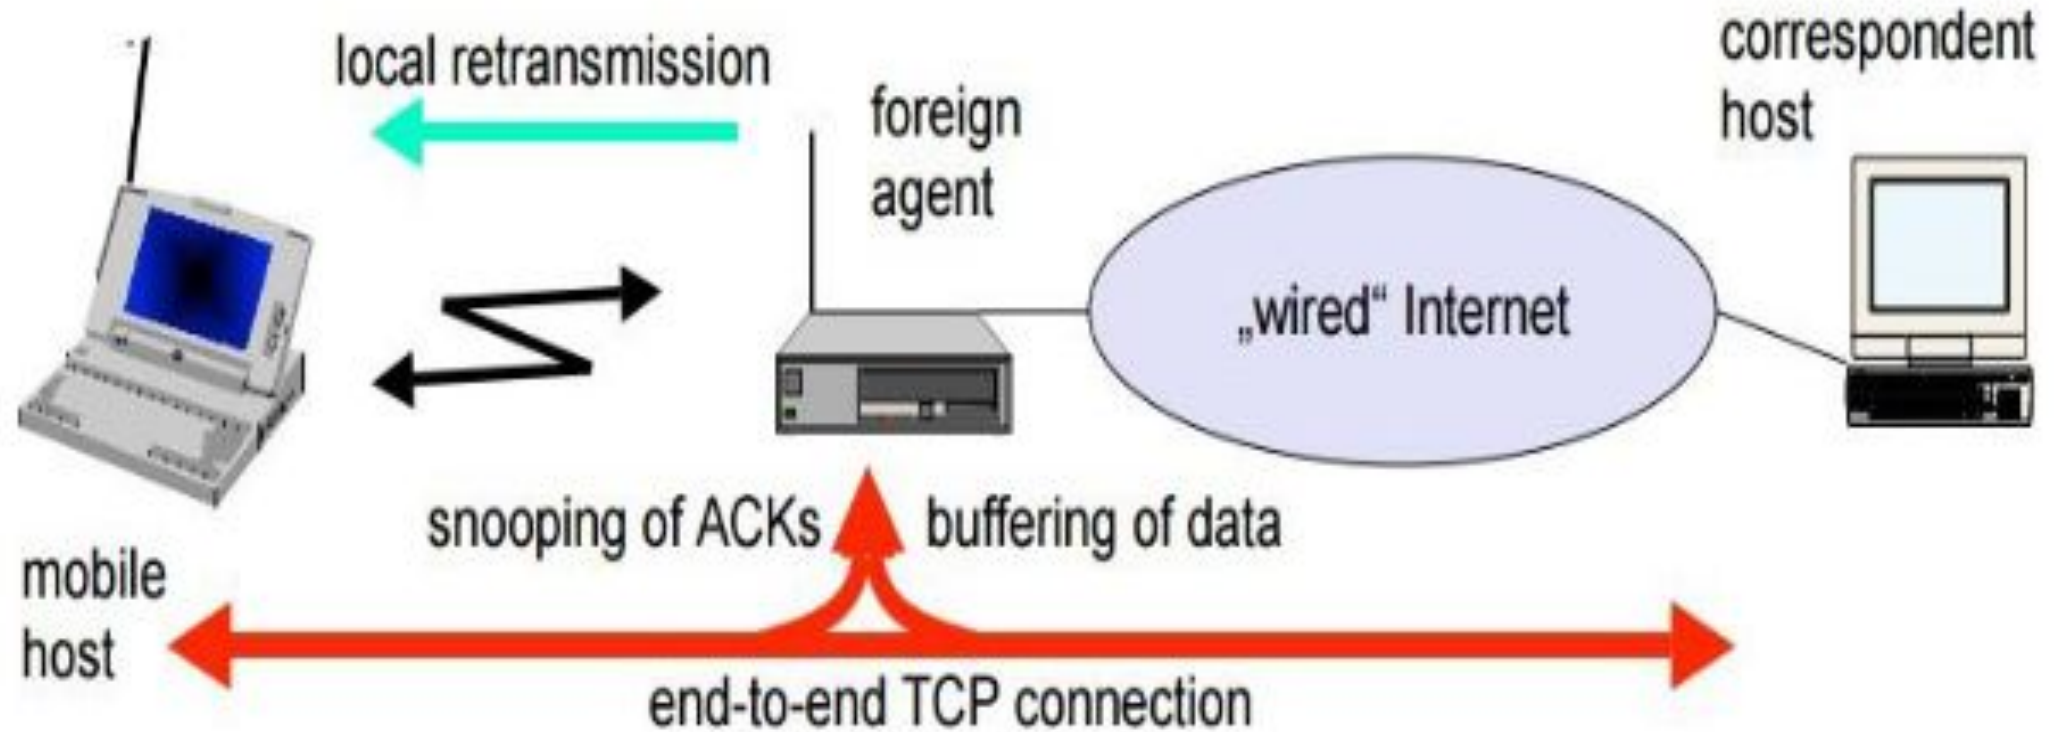 local retransmission
foreign
agent
correspondent
host
„wired“ Internet
snooping of ACKs
buffering of data
mobile
host
end-to-end TCP connection